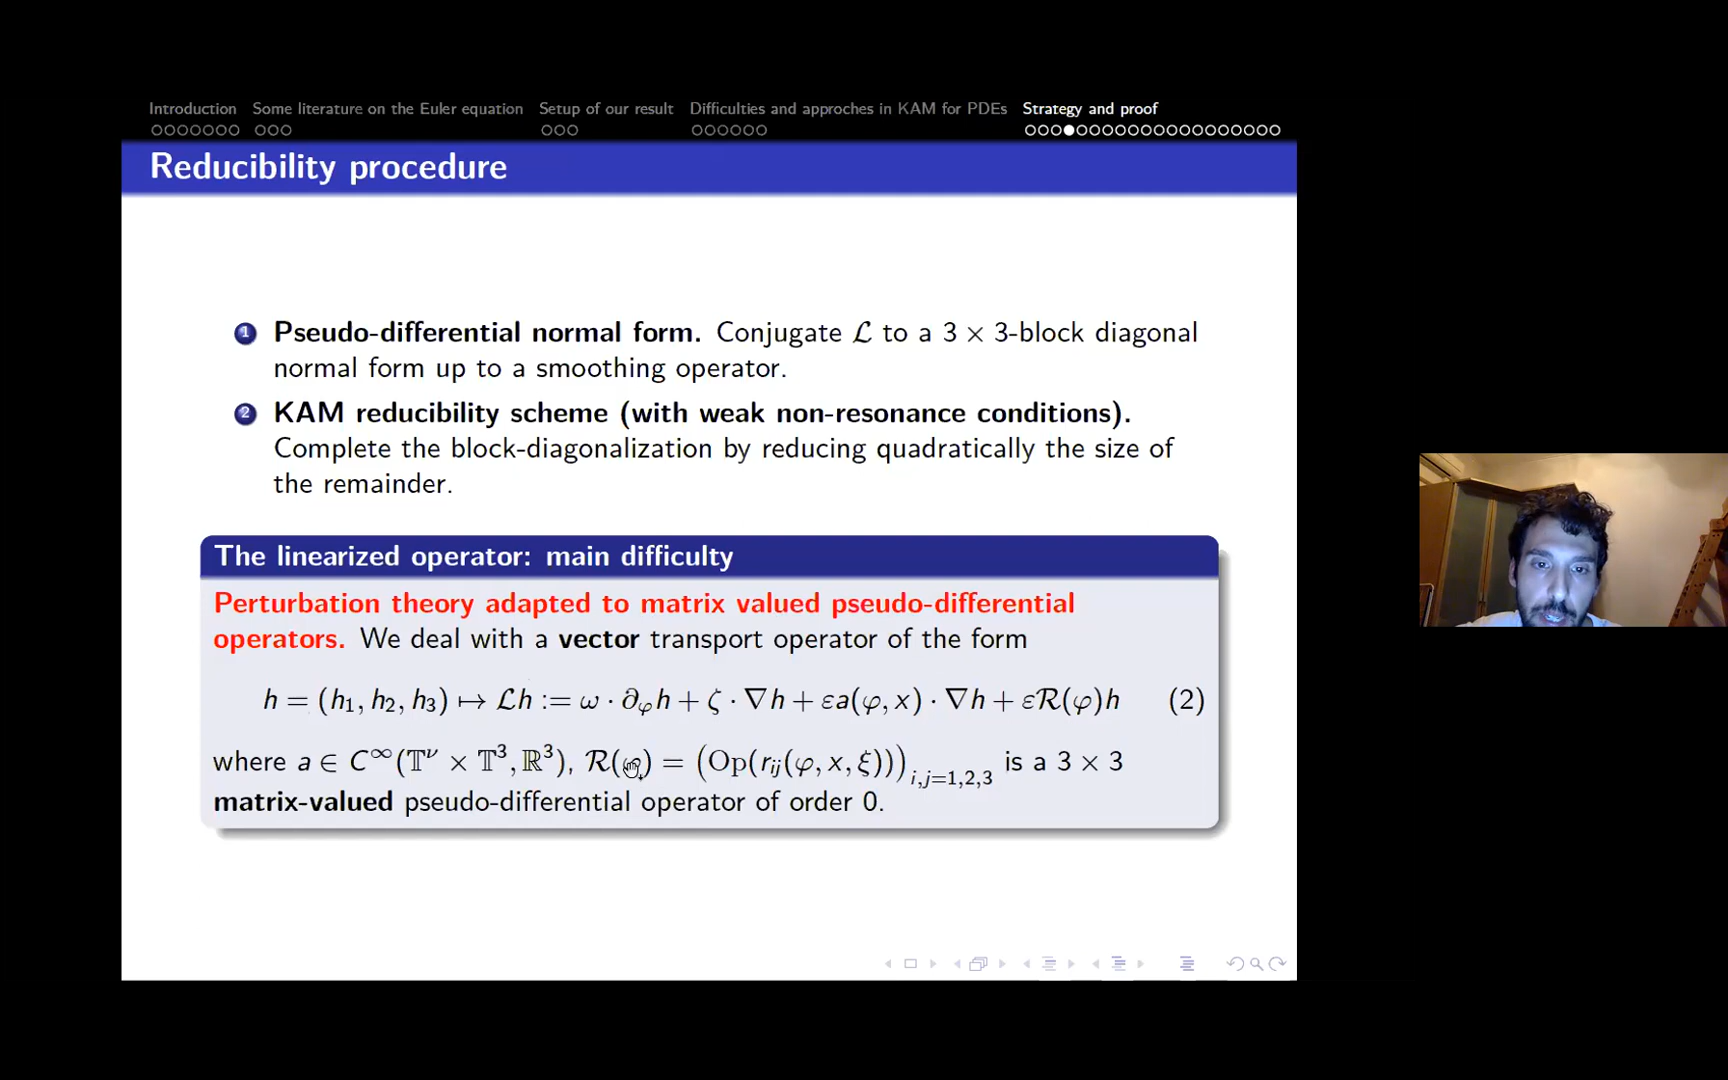 Introduction Some literature on the Euler equation Setup of our result Difficulties and approches in KAM for PDEs Strategy and proof
Reducibility procedure
1 Pseudo-differential normal form. Conjugate ℒ to a 3 × 3-block diagonal
normal form up to a smoothing operator.
2 KAM reducibility scheme (with weak non-resonance conditions).
Complete the block-diagonalization by reducing quadratically the size of
the remainder.
The linearized operator: main difficulty
Perturbation theory adapted to matrix valued pseudo-differential
operators. We deal with a vector transport operator of the form
h = (h₁, h₂, h₃) ↦ ℒh := ω · ∂_φ h + ζ · ∇h + εa(φ, x) · ∇h + εℛ(φ)h (2)
where a ∈ C^∞(𝕋^ν × 𝕋³, ℝ³), ℛ(φ) = (Op(r_ij(φ, x, ξ)))_{i,j=1,2,3} is a 3 × 3
matrix-valued pseudo-differential operator of order 0.